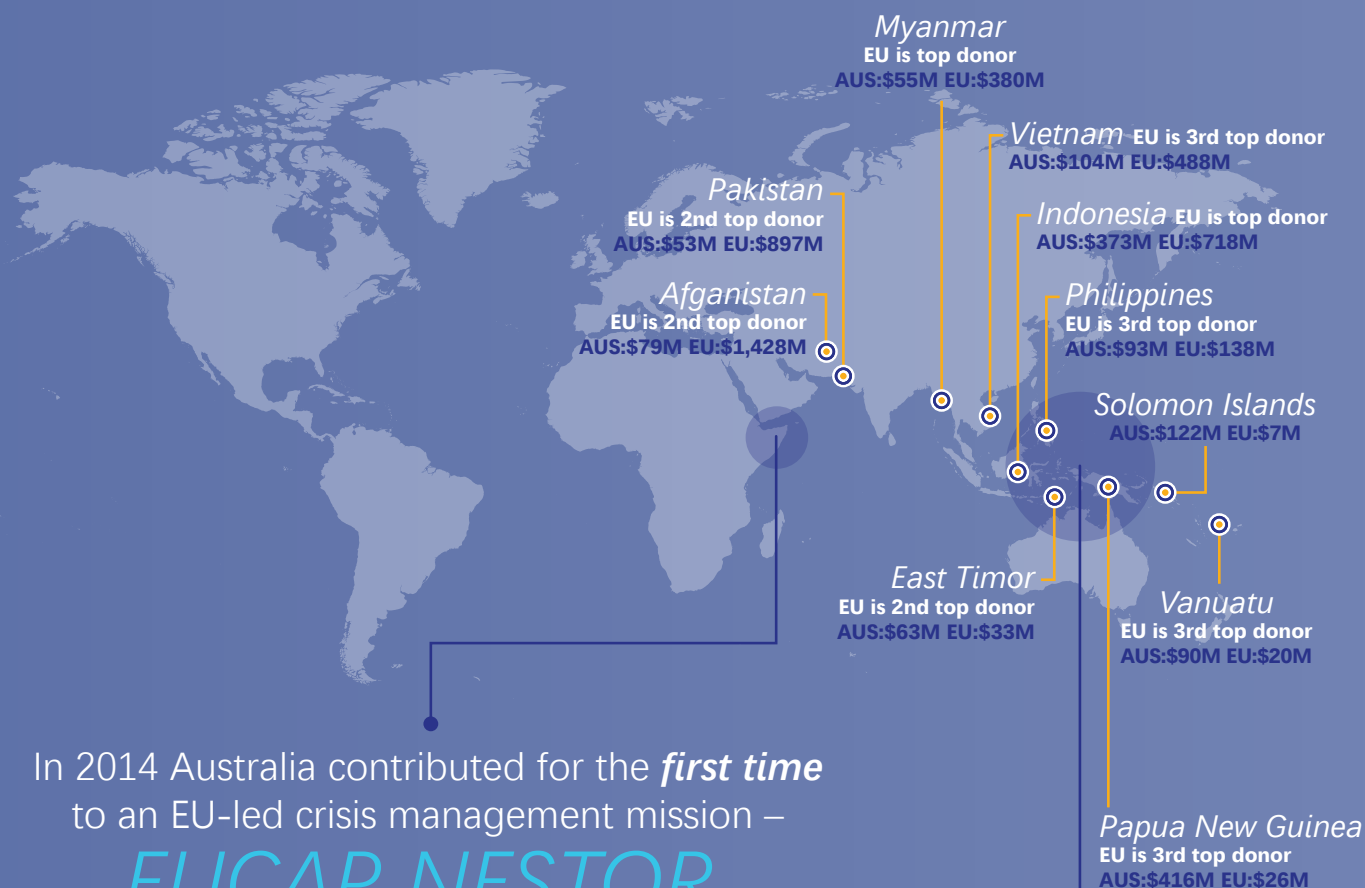 Myanmar
EU is top donor
AUS:$55M EU:$380M
Vietnam EU is 3rd top donor
AUS:$104M EU:$488M
Pakistan
EU is 2nd top donor
AUS:$53M EU:$897M
Indonesia EU is top donor
AUS:$373M EU:$718M
Afganistan
EU is 2nd top donor
AUS:$79M EU:$1,428M
Philippines
EU is 3rd top donor
AUS:$93M EU:$138M
Solomon Islands
AUS:$122M EU:$7M
East Timor
EU is 2nd top donor
AUS:$63M EU:$33M
Vanuatu
EU is 3rd top donor
AUS:$90M EU:$20M
In 2014 Australia contributed for the first time
to an EU-led crisis management mission –
EUCAP NESTOR
Papua New Guinea
EU is 3rd top donor
AUS:$416M EU:$26M